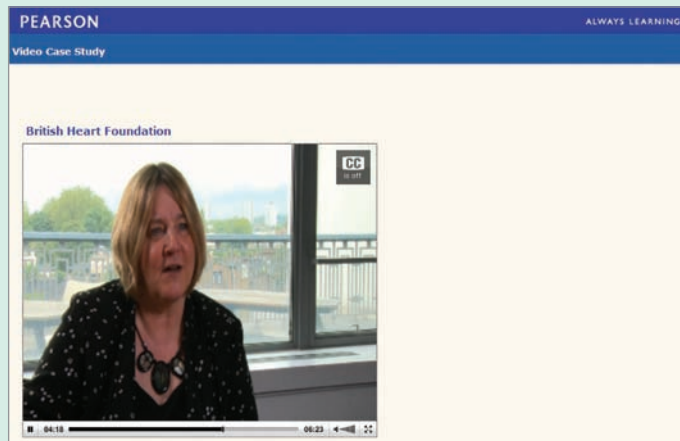 PEARSON
ALWAYS LEARNING
Video Case Study
British Heart Foundation
CC
is off
04:18
06:23